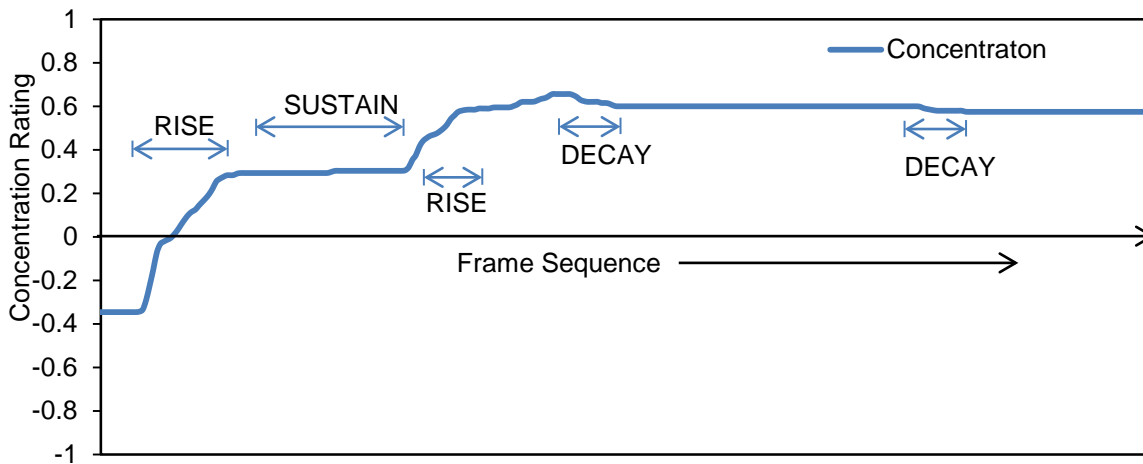 1
0.8
0.6
0.4
0.2
0
-0.2
-0.4
-0.6
-0.8
-1
Concentration Rating
Concentraton
RISE
SUSTAIN
RISE
DECAY
DECAY
Frame Sequence